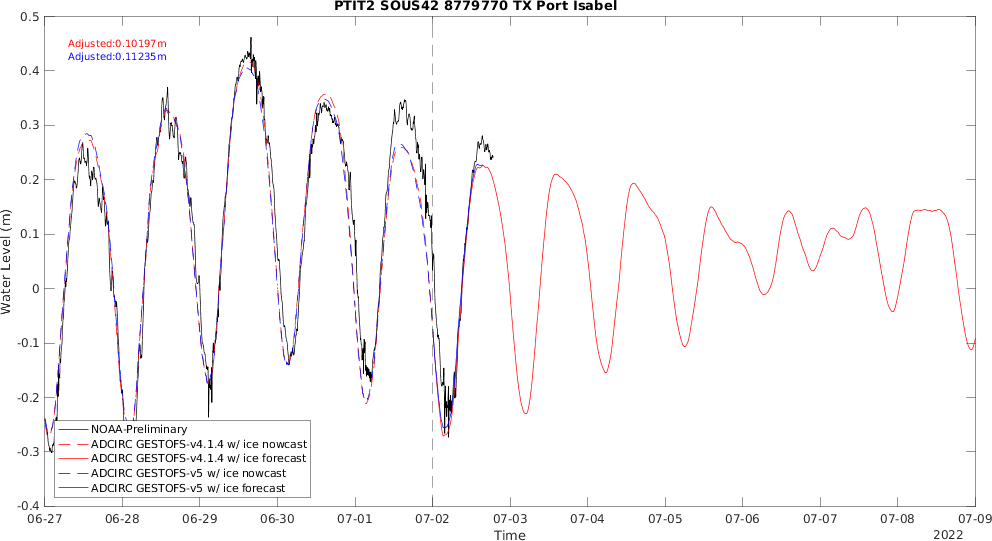 PTIT2 SOUS42 8779770 TX Port Isabel
Adjusted:0.10197m
Adjusted:0.11235m
0.5
0.4
0.3
0.2
0.1
0
-0.1
-0.2
-0.3
-0.4
Water Level (m)
NOAA-Preliminary
ADCIRC GESTOFS-v4.1.4 w/ ice nowcast
ADCIRC GESTOFS-v4.1.4 w/ ice forecast
ADCIRC GESTOFS-v5 w/ ice nowcast
ADCIRC GESTOFS-v5 w/ ice forecast
06-27 06-28 06-29 06-30 07-01 07-02 07-03 07-04 07-05 07-06 07-07 07-08 07-09
Time
2022